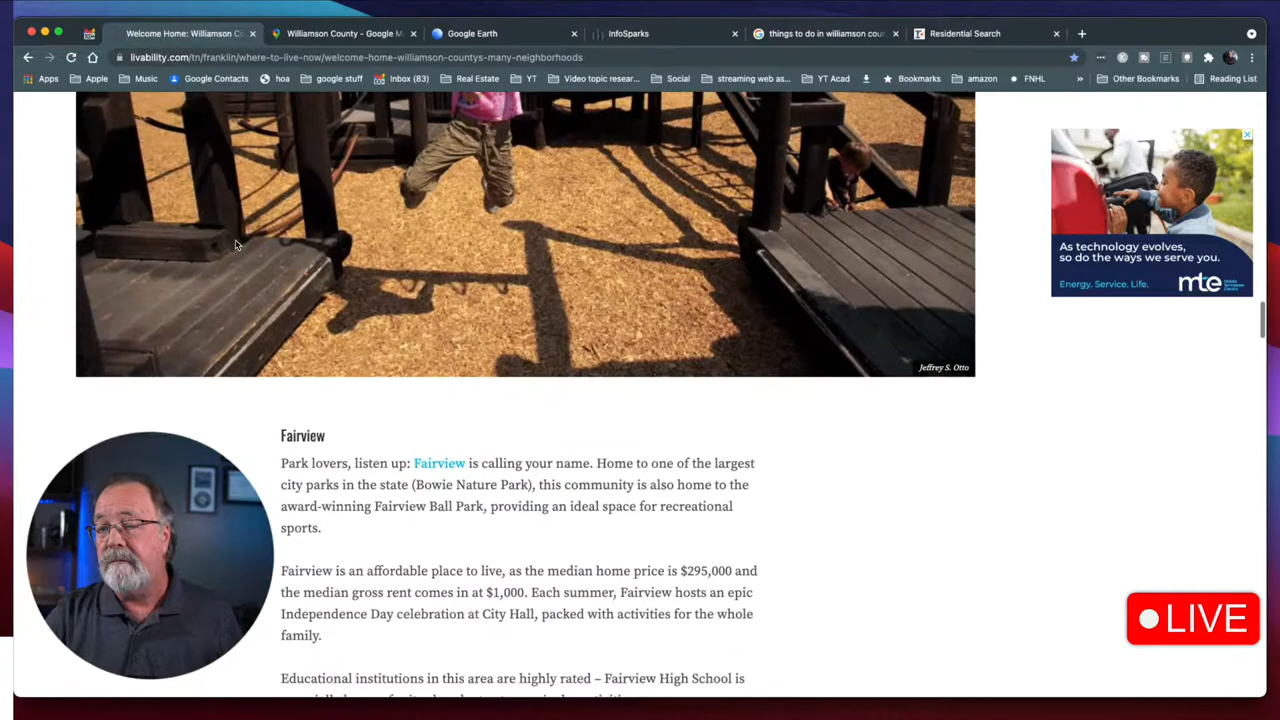 Welcome Home: Williamson C
Williamson County - Google M
Google Earth
InfoSparks
things to do in williamson cou
Residential Search
livability.com/tn/franklin/where-to-live-now/welcome-home-williamson-countys-many-neighborhoods
Apps
Apple
Music
Google Contacts
hoa
google stuff
Inbox (83)
Real Estate
YT
Video topic resear...
Social
streaming web as...
YT Acad
Bookmarks
amazon
FNHL
Other Bookmarks
Reading List
As technology evolves,
so do the ways we serve you.
Energy. Service. Life.
mte
Jeffrey S. Otto
Fairview
Park lovers, listen up: Fairview is calling your name. Home to one of the largest
city parks in the state (Bowie Nature Park), this community is also home to the
award-winning Fairview Ball Park, providing an ideal space for recreational
sports.
Fairview is an affordable place to live, as the median home price is $295,000 and
the median gross rent comes in at $1,000. Each summer, Fairview hosts an epic
Independence Day celebration at City Hall, packed with activities for the whole
family.
Educational institutions in this area are highly rated – Fairview High School is
LIVE